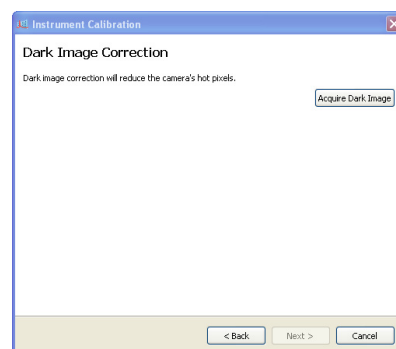 Instrument Calibration
Dark Image Correction
Dark image correction will reduce the camera's hot pixels.
Acquire Dark Image
< Back Next > Cancel